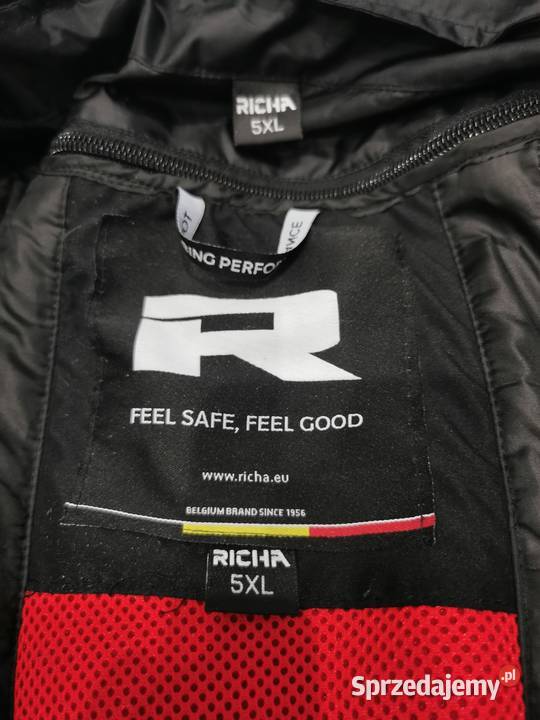 RICHA
5XL
R
FEEL SAFE, FEEL GOOD
www.richa.eu
BELGIUM BRAND SINCE 1956
RICHA
5XL
Sprzedajemy.pl